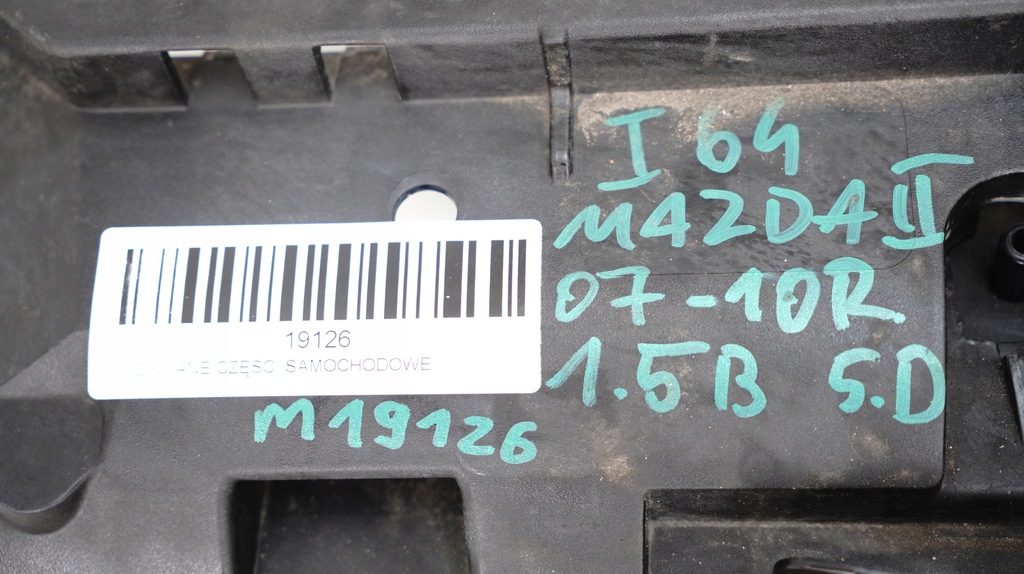 I 64
MAZDA II
07-10R
1.5B 5.D
19126
CZĘŚCI SAMOCHODOWE
M19126